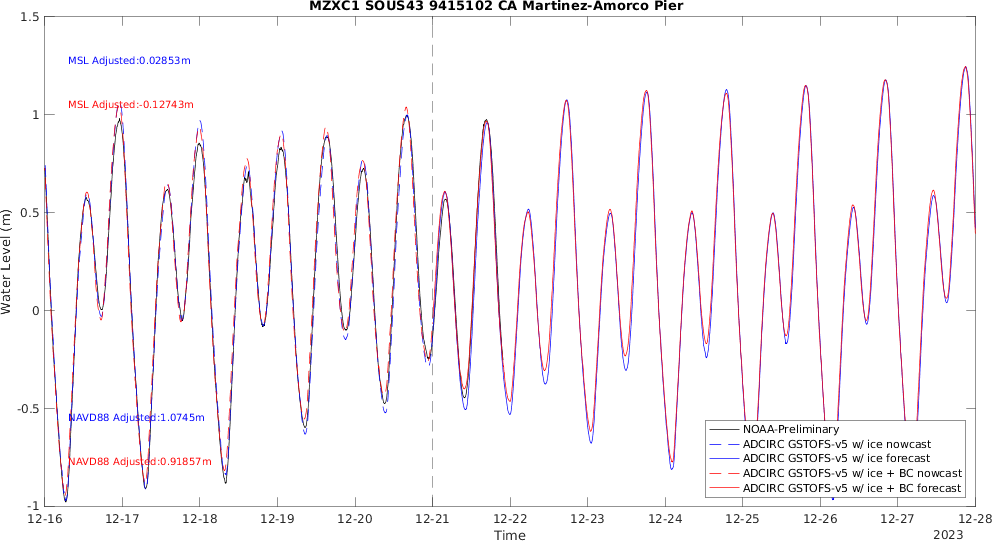 MZXC1 SOUS43 9415102 CA Martinez-Amorco Pier
1.5
1
0.5
0
-0.5
-1
Water Level (m)
MSL Adjusted:0.02853m
MSL Adjusted:-0.12743m
NAVD88 Adjusted:1.0745m
NAVD88 Adjusted:0.91857m
NOAA-Preliminary
ADCIRC GSTOFS-v5 w/ ice nowcast
ADCIRC GSTOFS-v5 w/ ice forecast
ADCIRC GSTOFS-v5 w/ ice + BC nowcast
ADCIRC GSTOFS-v5 w/ ice + BC forecast
12-16 12-17 12-18 12-19 12-20 12-21 12-22 12-23 12-24 12-25 12-26 12-27 12-28
Time
2023